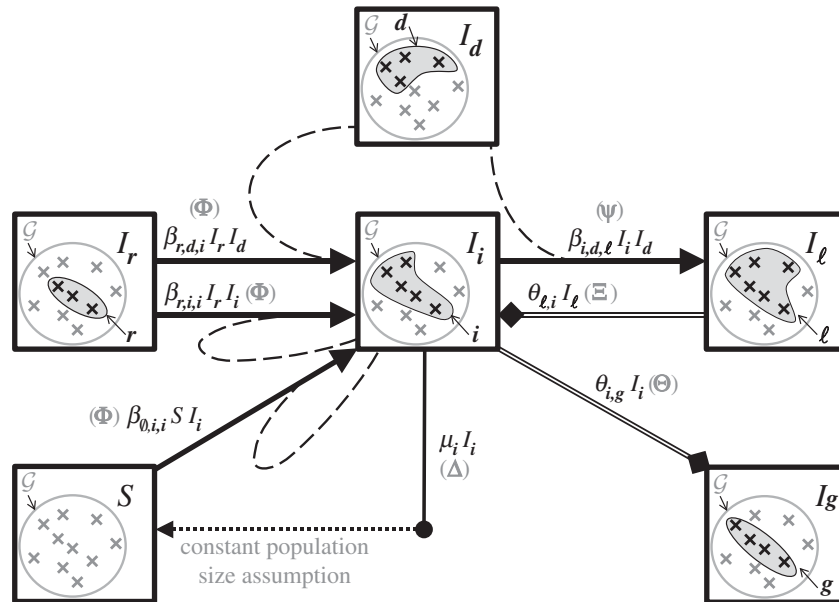 𝒢 d I_d
(Φ) (Ψ)
𝒢 I_r β_{r,d,i} I_r I_d 𝒢 I_i β_{i,d,ℓ} I_i I_d 𝒢 I_ℓ
β_{r,i,i} I_r I_i (Φ) θ_{ℓ,i} I_ℓ (Ξ)
r i ℓ
θ_{i,g} I_i (Θ)
(Φ) β_{∅,i,i} S I_i μ_i I_i
(Δ)
𝒢 S 𝒢 I_g
constant population
size assumption
g